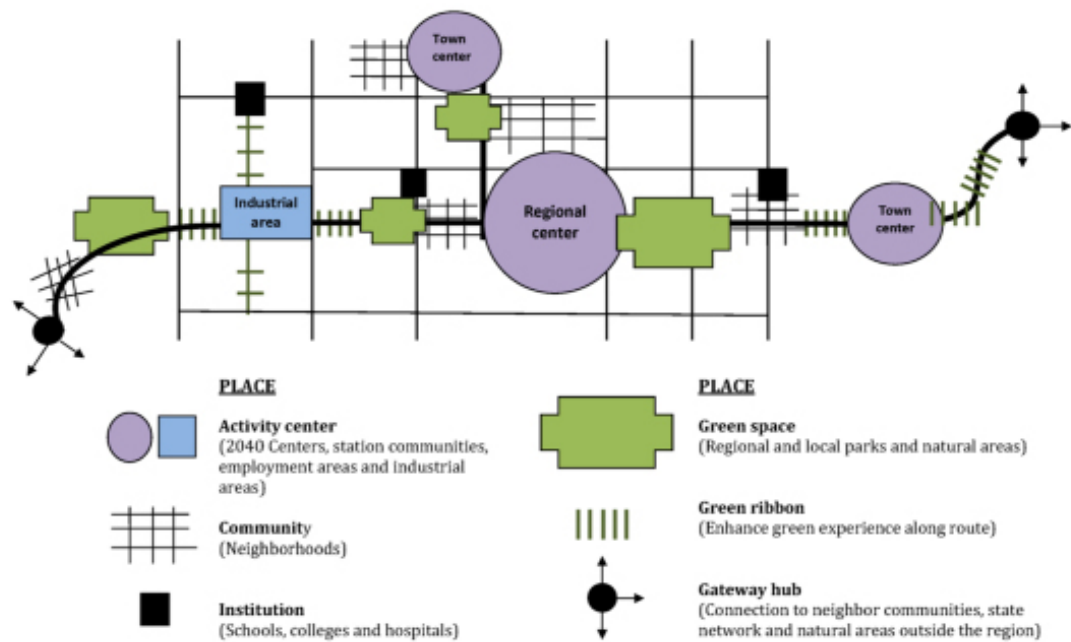 Town
center
Industrial
area
Regional
center
Town
center
PLACE
Activity center
(2040 Centers, station communities,
employment areas and industrial
areas)
Community
(Neighborhoods)
Institution
(Schools, colleges and hospitals)
PLACE
Green space
(Regional and local parks and natural areas)
Green ribbon
(Enhance green experience along route)
Gateway hub
(Connection to neighbor communities, state
network and natural areas outside the region)